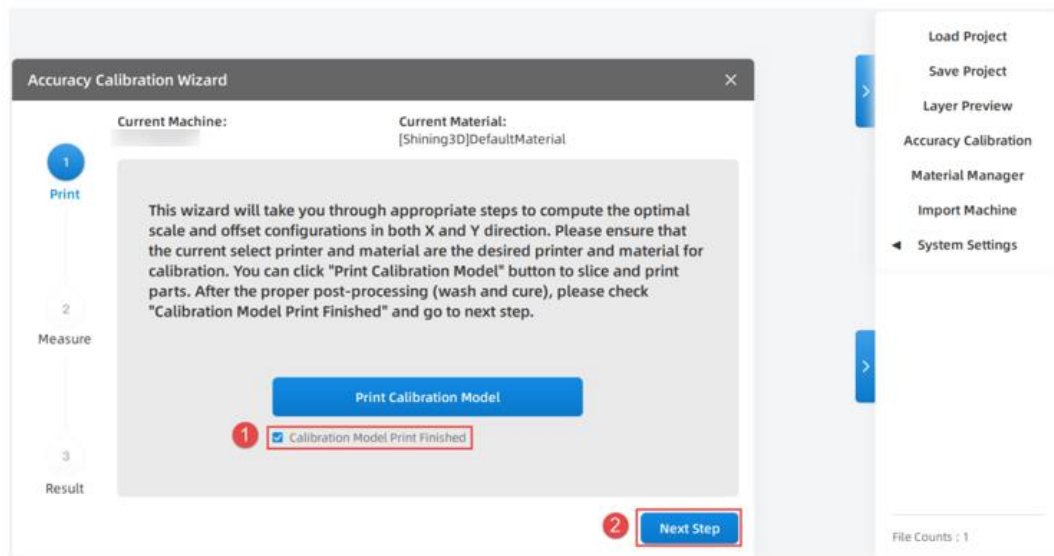 Load Project
Save Project
Layer Preview
Accuracy Calibration
Material Manager
Import Machine
◄ System Settings
File Counts : 1
Accuracy Calibration Wizard
Current Machine:
Current Material:
[Shining3D]DefaultMaterial
1
Print
2
Measure
3
Result
This wizard will take you through appropriate steps to compute the optimal
scale and offset configurations in both X and Y direction. Please ensure that
the current select printer and material are the desired printer and material for
calibration. You can click "Print Calibration Model" button to slice and print
parts. After the proper post-processing (wash and cure), please check
"Calibration Model Print Finished" and go to next step.
Print Calibration Model
1
Calibration Model Print Finished
2
Next Step